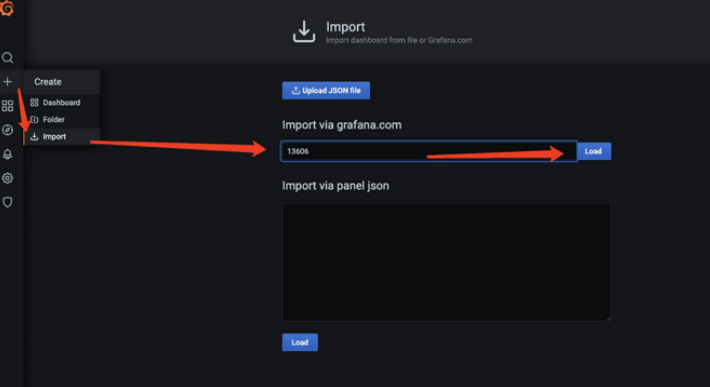 Import
Import dashboard from file or Grafana.com
Create
Dashboard
Folder
Import
Upload JSON file
Import via grafana.com
13606
Load
Import via panel json
Load